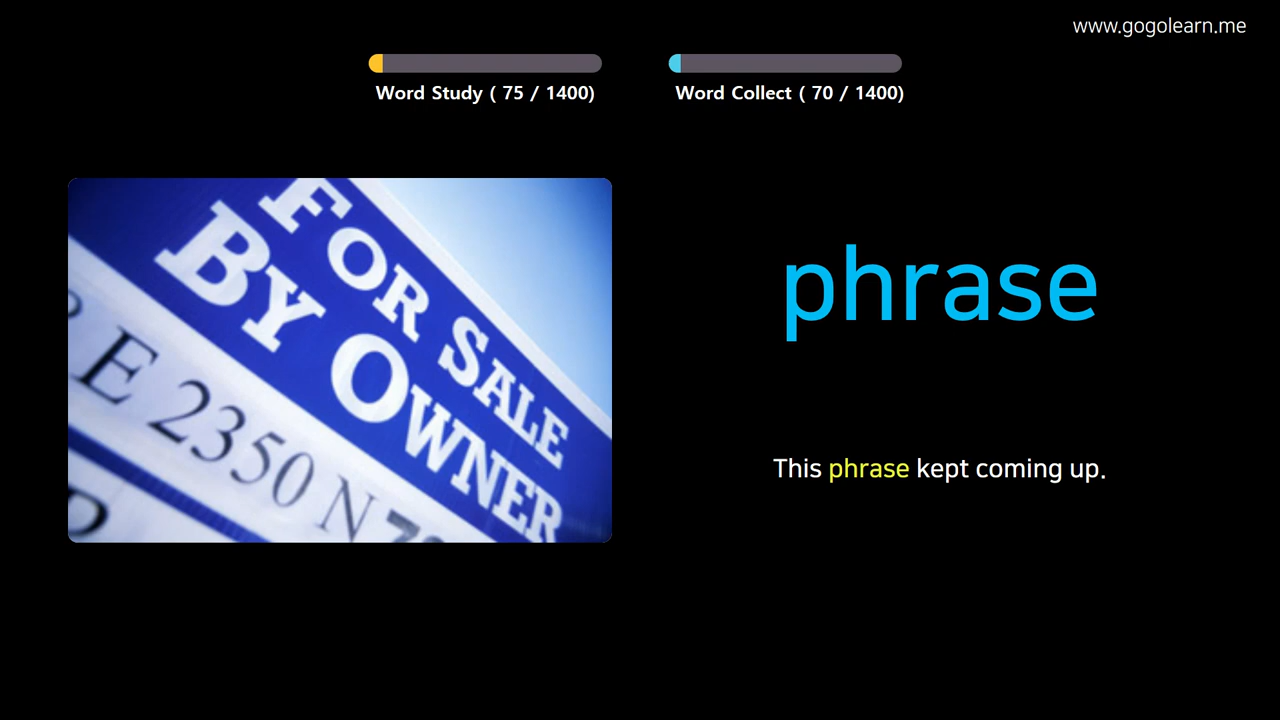 www.gogolearn.me
Word Study ( 75 / 1400)
Word Collect ( 70 / 1400)
FOR SALE
BY OWNER
E 2350 N
phrase
This phrase kept coming up.